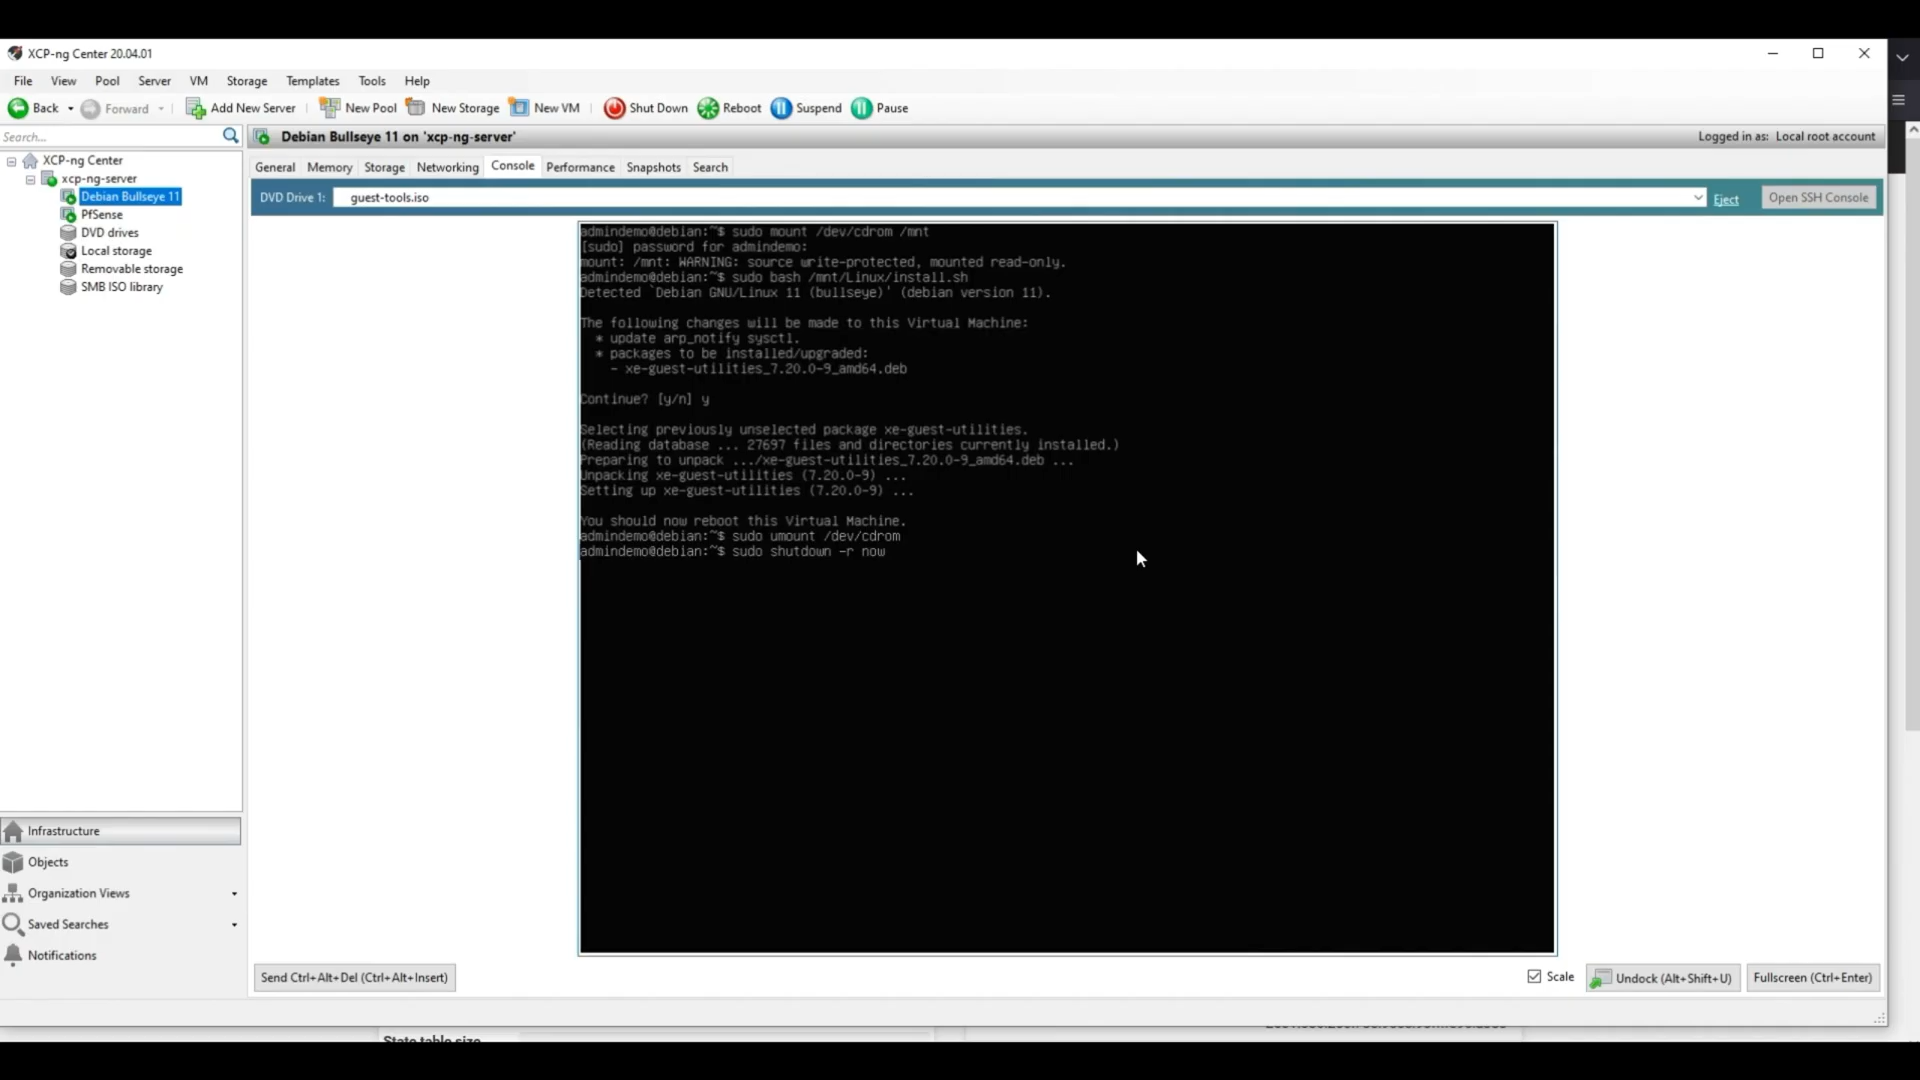 XCP-ng Center 20.04.01
File View Pool Server VM Storage Templates Tools Help
Back Forward Add New Server New Pool New Storage New VM Shut Down Reboot Suspend Pause
Search...
Debian Bullseye 11 on 'xcp-ng-server'
Logged in as: Local root account
XCP-ng Center
xcp-ng-server
Debian Bullseye 11
PfSense
DVD drives
Local storage
Removable storage
SMB ISO library
General Memory Storage Networking Console Performance Snapshots Search
DVD Drive 1: guest-tools.iso Eject Open SSH Console
admindemo@debian:~$ sudo mount /dev/cdrom /mnt
[sudo] password for admindemo:
mount: /mnt: WARNING: source write-protected, mounted read-only.
admindemo@debian:~$ sudo bash /mnt/Linux/install.sh
Detected `Debian GNU/Linux 11 (bullseye)' (debian version 11).
The following changes will be made to this Virtual Machine:
* update arp_notify sysctl.
* packages to be installed/upgraded:
- xe-guest-utilities_7.20.0-9_amd64.deb
Continue? [y/n] y
Selecting previously unselected package xe-guest-utilities.
(Reading database ... 27697 files and directories currently installed.)
Preparing to unpack .../xe-guest-utilities_7.20.0-9_amd64.deb ...
Unpacking xe-guest-utilities (7.20.0-9) ...
Setting up xe-guest-utilities (7.20.0-9) ...
You should now reboot this Virtual Machine.
admindemo@debian:~$ sudo umount /dev/cdrom
admindemo@debian:~$ sudo shutdown -r now
Infrastructure
Objects
Organization Views
Saved Searches
Notifications
Send Ctrl+Alt+Del (Ctrl+Alt+Insert)
Scale
Undock (Alt+Shift+U)
Fullscreen (Ctrl+Enter)
State table size